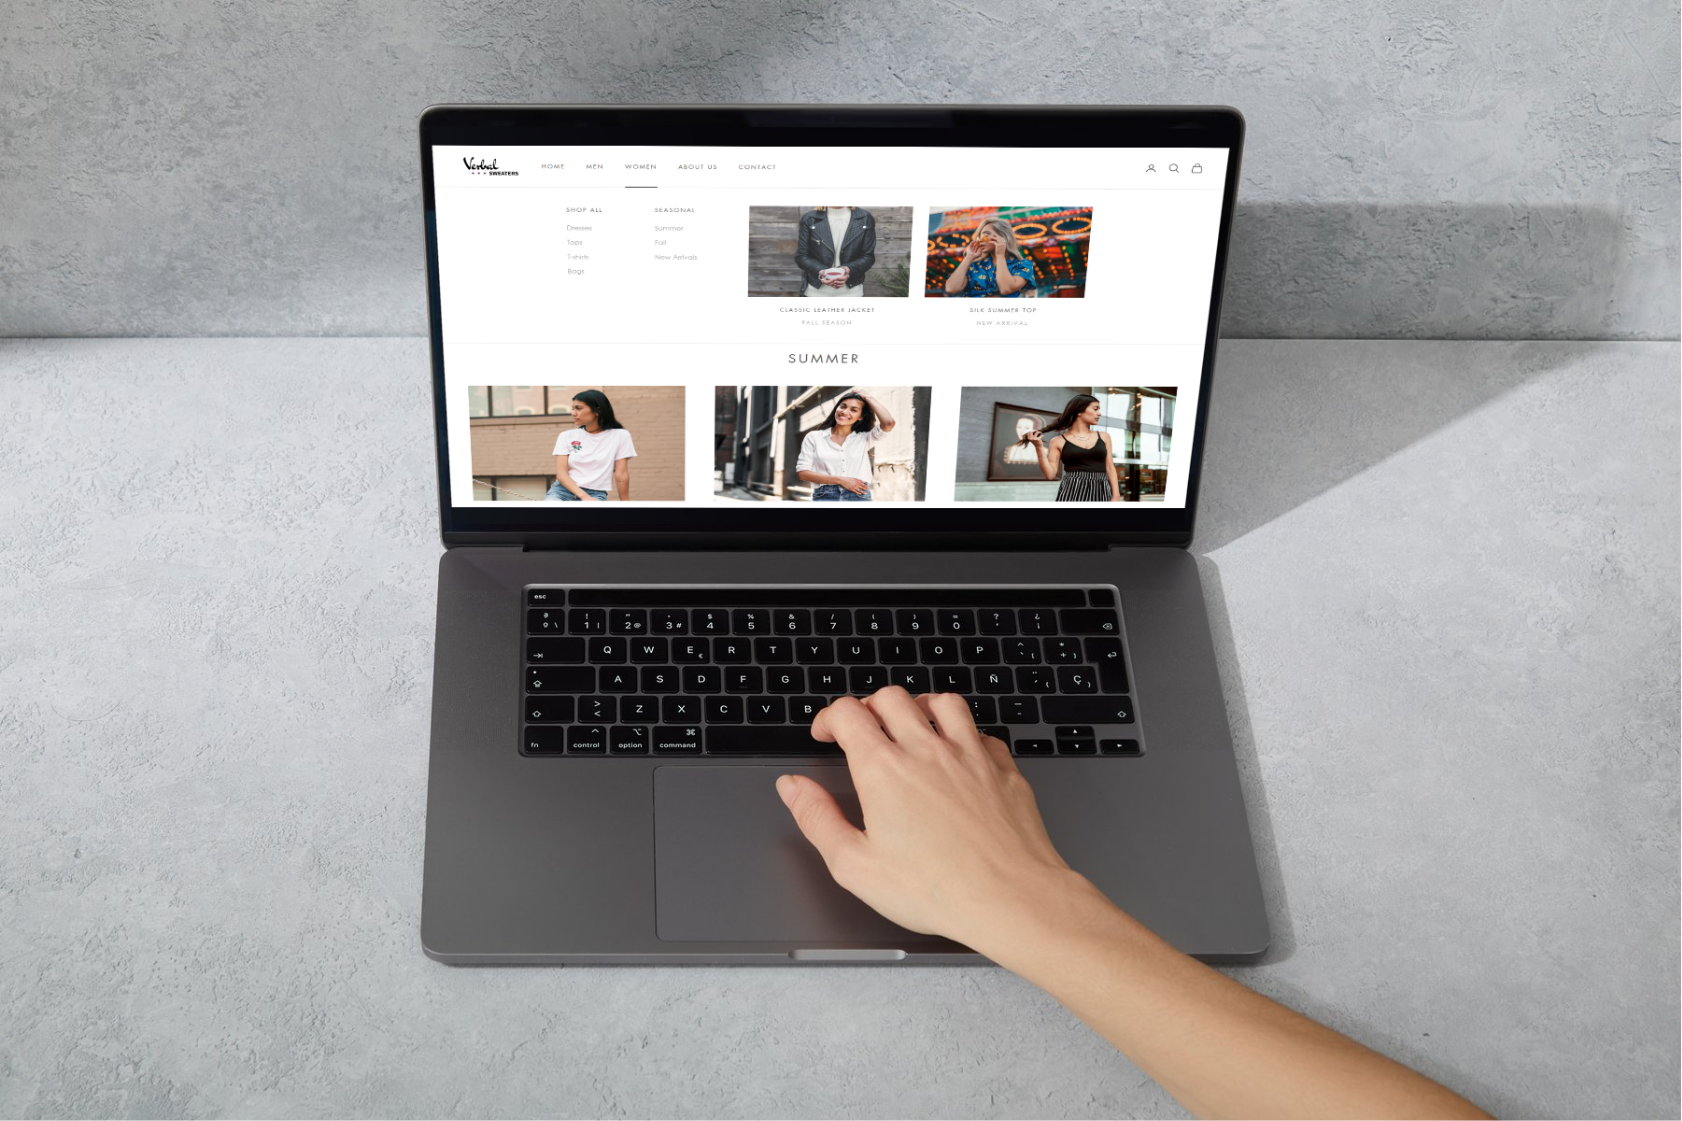 Verbal
SWEATERS
HOME MEN WOMEN ABOUT US CONTACT
SHOP ALL
Dresses
Tops
T-shirts
Bags
SEASONAL
Summer
Fall
New Arrivals
CLASSIC LEATHER JACKET
FALL SEASON
SILK SUMMER TOP
NEW ARRIVAL
SUMMER
esc
1 2 @ 3 # 4 5 6 7 8 9 0
! " · $ % & / ( ) = ? ¿
Q W E € R T Y U I O P
A S D F G H J K L Ñ Ç
> < Z X C V B
fn control option command